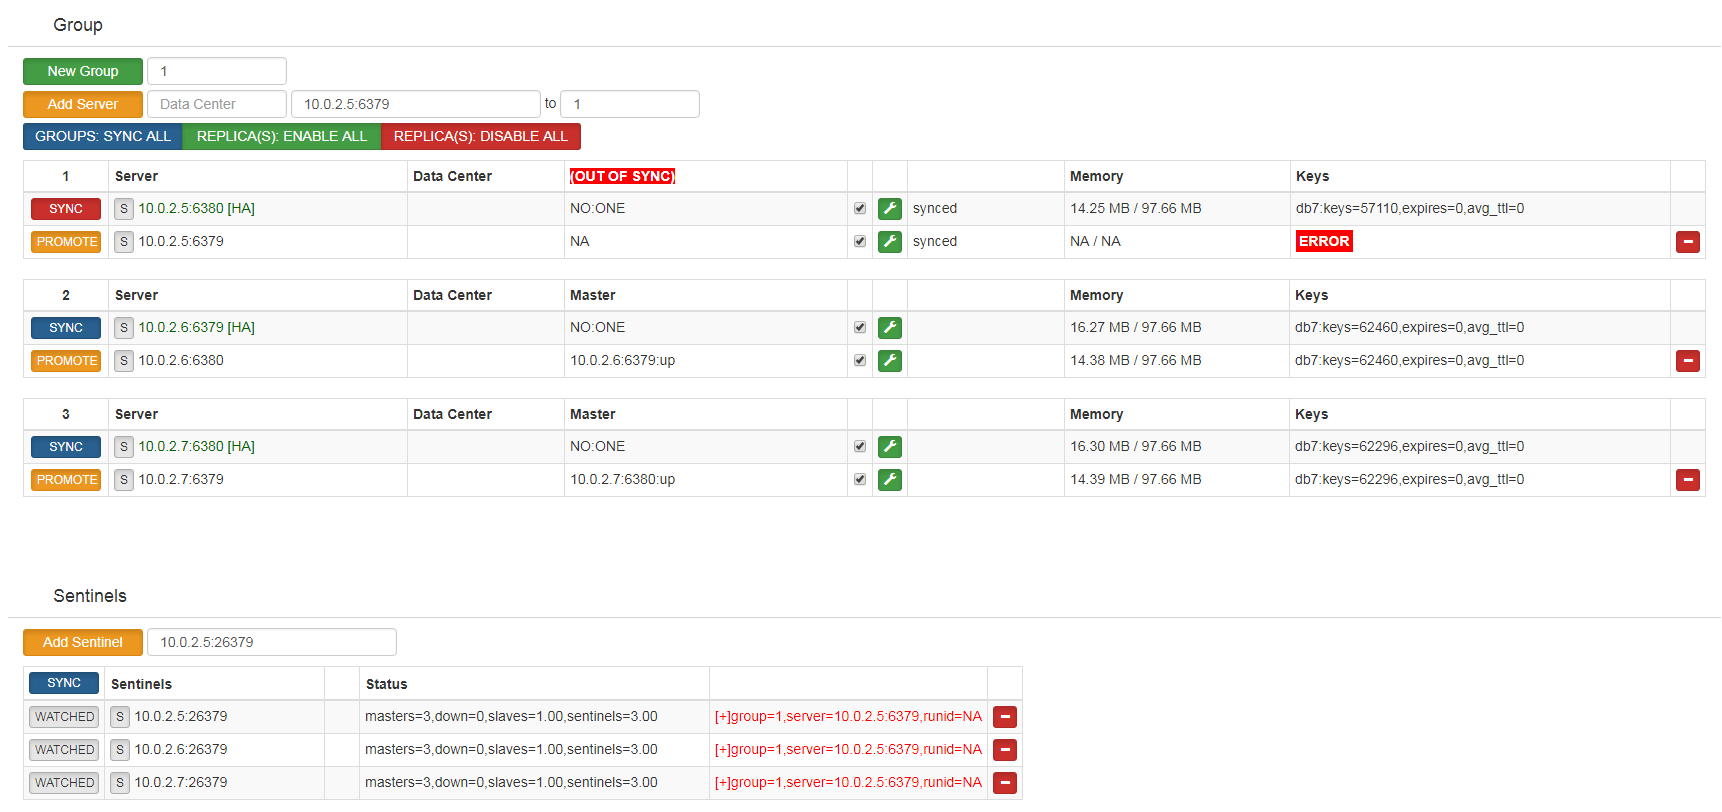 Group
New Group 1
Add Server Data Center 10.0.2.5:6379 to 1
GROUPS: SYNC ALL REPLICA(S): ENABLE ALL REPLICA(S): DISABLE ALL
1 Server Data Center (OUT OF SYNC) Memory Keys
SYNC S 10.0.2.5:6380 [HA] NO:ONE synced 14.25 MB / 97.66 MB db7:keys=57110,expires=0,avg_ttl=0
PROMOTE S 10.0.2.5:6379 NA synced NA / NA ERROR
2 Server Data Center Master Memory Keys
SYNC S 10.0.2.6:6379 [HA] NO:ONE 16.27 MB / 97.66 MB db7:keys=62460,expires=0,avg_ttl=0
PROMOTE S 10.0.2.6:6380 10.0.2.6:6379:up 14.38 MB / 97.66 MB db7:keys=62460,expires=0,avg_ttl=0
3 Server Data Center Master Memory Keys
SYNC S 10.0.2.7:6380 [HA] NO:ONE 16.30 MB / 97.66 MB db7:keys=62296,expires=0,avg_ttl=0
PROMOTE S 10.0.2.7:6379 10.0.2.7:6380:up 14.39 MB / 97.66 MB db7:keys=62296,expires=0,avg_ttl=0
Sentinels
Add Sentinel 10.0.2.5:26379
SYNC Sentinels Status
WATCHED S 10.0.2.5:26379 masters=3,down=0,slaves=1.00,sentinels=3.00 [+]group=1,server=10.0.2.5:6379,runid=NA
WATCHED S 10.0.2.6:26379 masters=3,down=0,slaves=1.00,sentinels=3.00 [+]group=1,server=10.0.2.5:6379,runid=NA
WATCHED S 10.0.2.7:26379 masters=3,down=0,slaves=1.00,sentinels=3.00 [+]group=1,server=10.0.2.5:6379,runid=NA